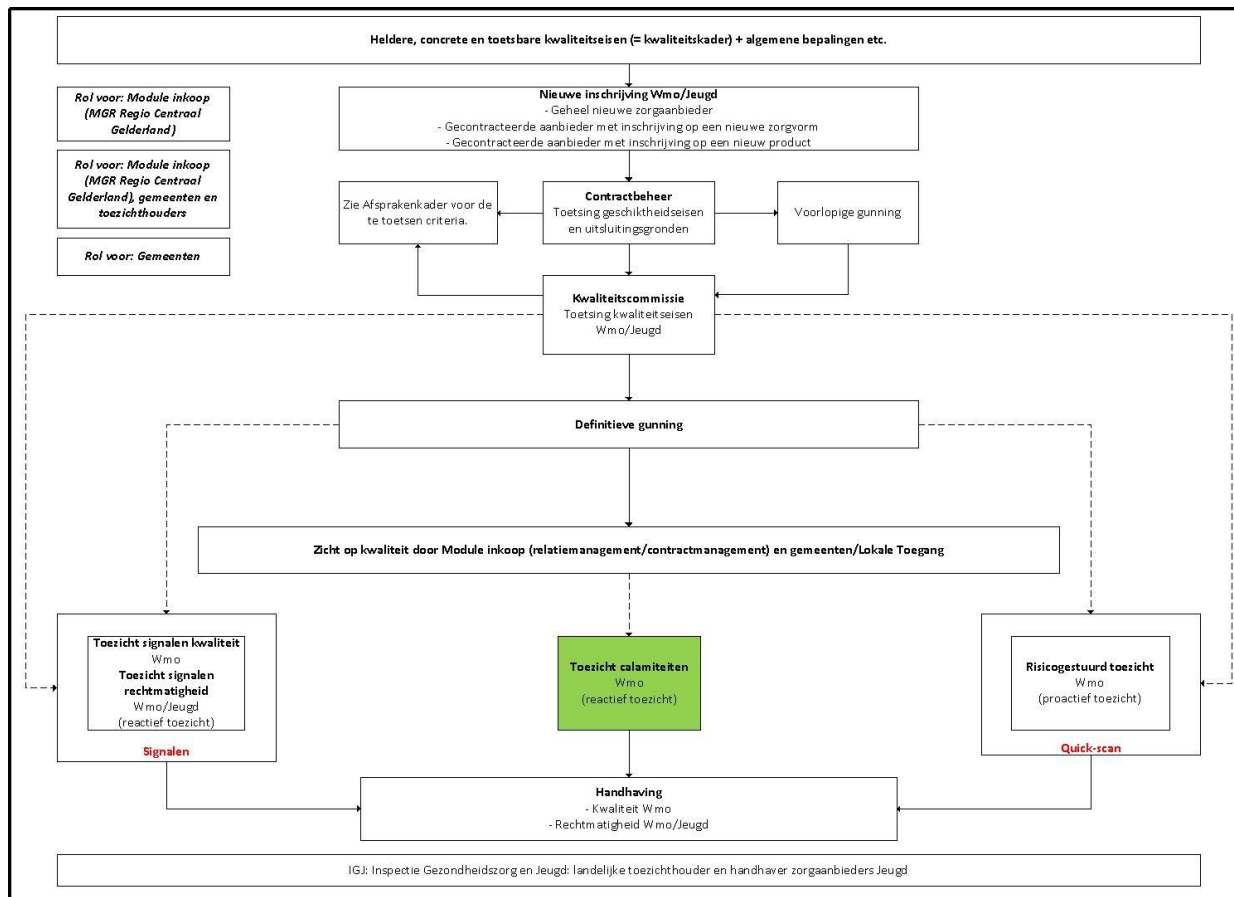 Heldere, concrete en toetsbare kwaliteitseisen (= kwaliteitskader) + algemene bepalingen etc.
Rol voor: Module inkoop
(MGR Regio Centraal
Gelderland)
Nieuwe inschrijving Wmo/Jeugd
- Geheel nieuwe zorgaanbieder
- Gecontracteerde aanbieder met inschrijving op een nieuwe zorgvorm
- Gecontracteerde aanbieder met inschrijving op een nieuw product
Rol voor: Module inkoop
(MGR Regio Centraal
Gelderland), gemeenten en
toezichthouders
Zie Afsprakenkader voor de
te toetsen criteria.
Contractbeheer
Toetsing geschiktheidseisen
en uitsluitingsgronden
Voorlopige gunning
Rol voor: Gemeenten
Kwaliteitscommissie
Toetsing kwaliteitseisen
Wmo/Jeugd
Definitieve gunning
Zicht op kwaliteit door Module inkoop (relatiemanagement/contractmanagement) en gemeenten/Lokale Toegang
Toezicht signalen kwaliteit
Wmo
Toezicht signalen
rechtmatigheid
Wmo/Jeugd
(reactief toezicht)
Signalen
Toezicht calamiteiten
Wmo
(reactief toezicht)
Risicogestuurd toezicht
Wmo
(proactief toezicht)
Quick-scan
Handhaving
- Kwaliteit Wmo
- Rechtmatigheid Wmo/Jeugd
IGJ: Inspectie Gezondheidszorg en Jeugd: landelijke toezichthouder en handhaver zorgaanbieders Jeugd